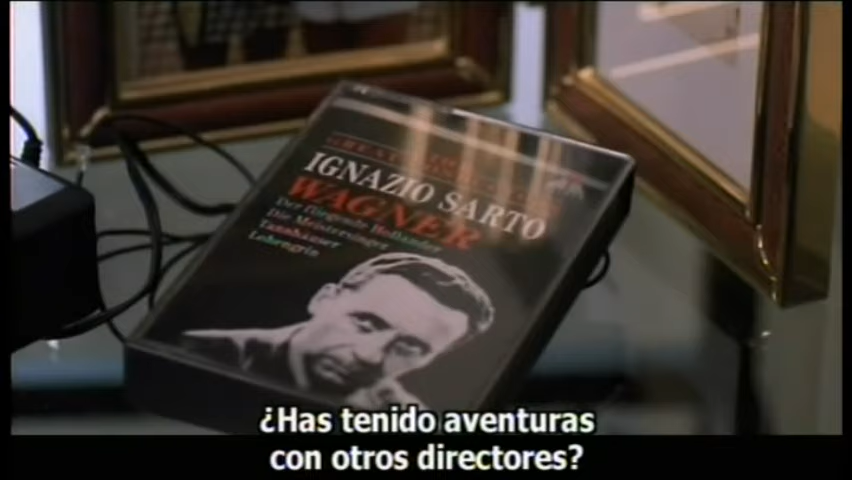 IGNAZIO SARTO
WAGNER
Der fliegende Holländer
Die Meistersinger
Tannhäuser
Lohengrin
¿Has tenido aventuras
con otros directores?